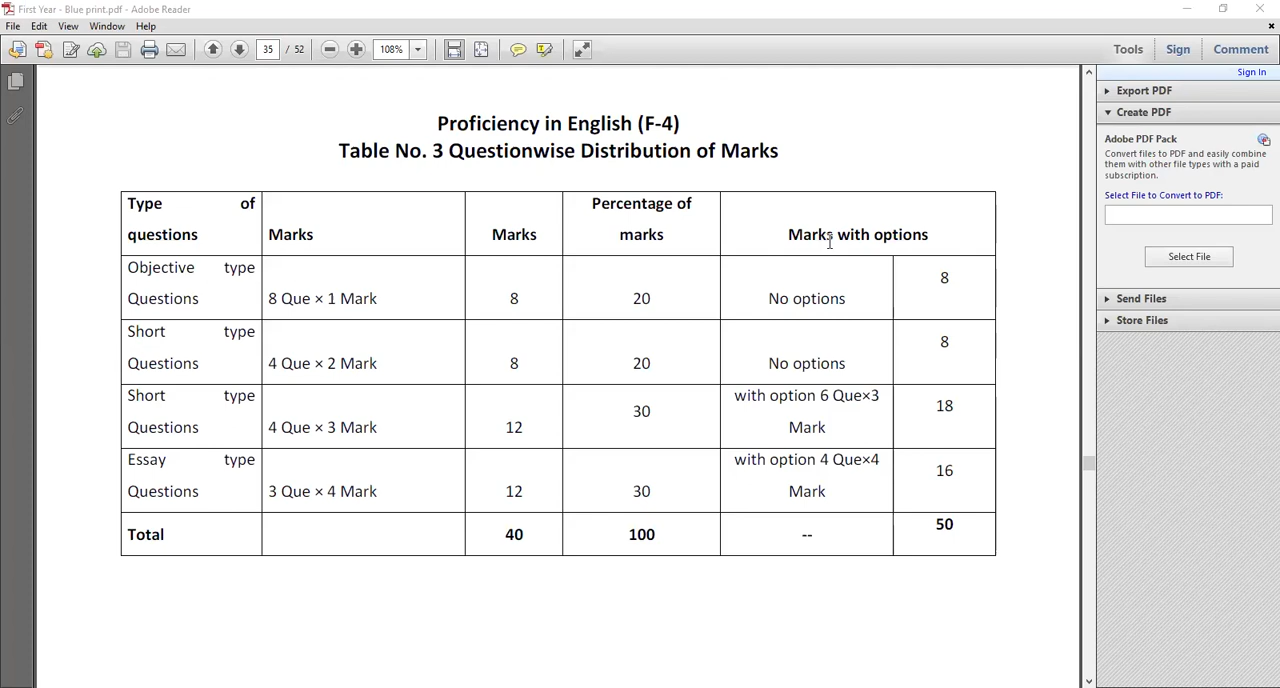 First Year - Blue print.pdf - Adobe Reader
File Edit View Window Help
35 / 52 108% Tools Sign Comment
Sign In
Export PDF
Create PDF
Adobe PDF Pack
Convert files to PDF and easily combine
them with other file types with a paid
subscription.
Select File to Convert to PDF:
Select File
Send Files
Store Files
Proficiency in English (F-4)
Table No. 3 Questionwise Distribution of Marks
Type of questions Marks Marks Percentage of marks Marks with options
Objective type Questions 8 Que × 1 Mark 8 20 No options 8
Short type Questions 4 Que × 2 Mark 8 20 No options 8
Short type Questions 4 Que × 3 Mark 12 30 with option 6 Que×3 Mark 18
Essay type Questions 3 Que × 4 Mark 12 30 with option 4 Que×4 Mark 16
Total 40 100 -- 50